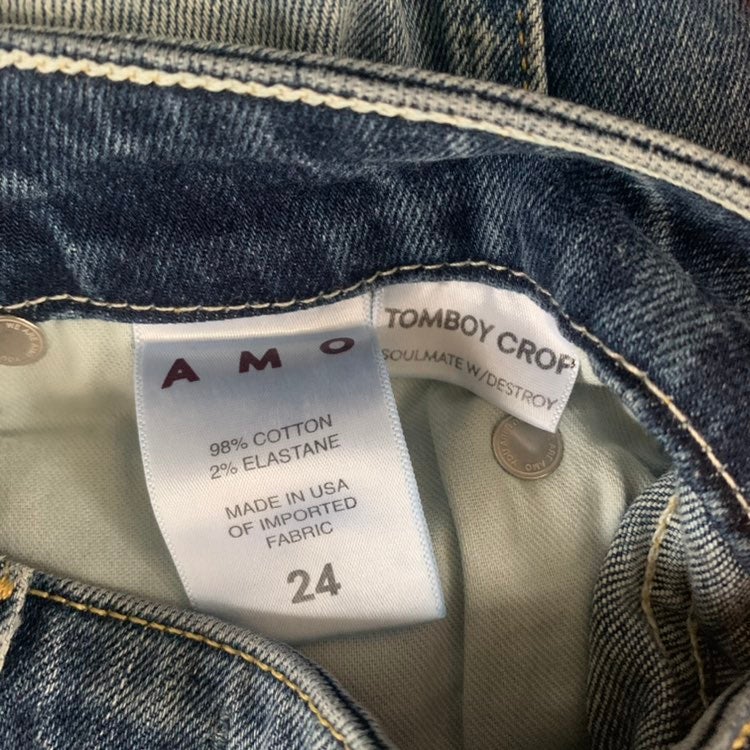 A M O
98% COTTON
2% ELASTANE
MADE IN USA
OF IMPORTED
FABRIC
24
TOMBOY CROP
SOULMATE W/DESTROY